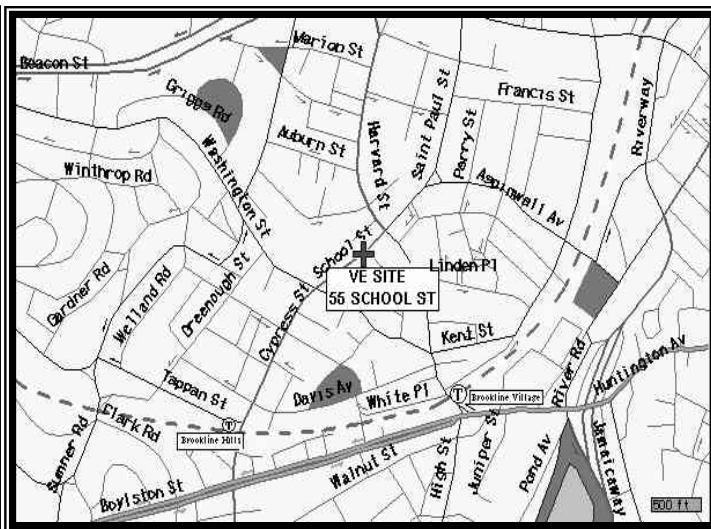 Marion St
Beacon St
Griggs Rd
Francis St
Riverway
Saint Paul St
Perry St
Harvard St
Auburn St
Washington St
Winthrop Rd
Aspinwall Av
School St
Linden Pl
VE SITE
55 SCHOOL ST
Gardner Rd
Welland Rd
Greenough St
Cypress St
Kent St
River Rd
Huntington Av
Tappan St
Davis Av
White Pl
T
Brookline Village
T
Brookline Hills
Clark Rd
Sumner Rd
Boylston St
Walnut St
High St
Juniper St
Pond Av
Jamaicaway
500 ft